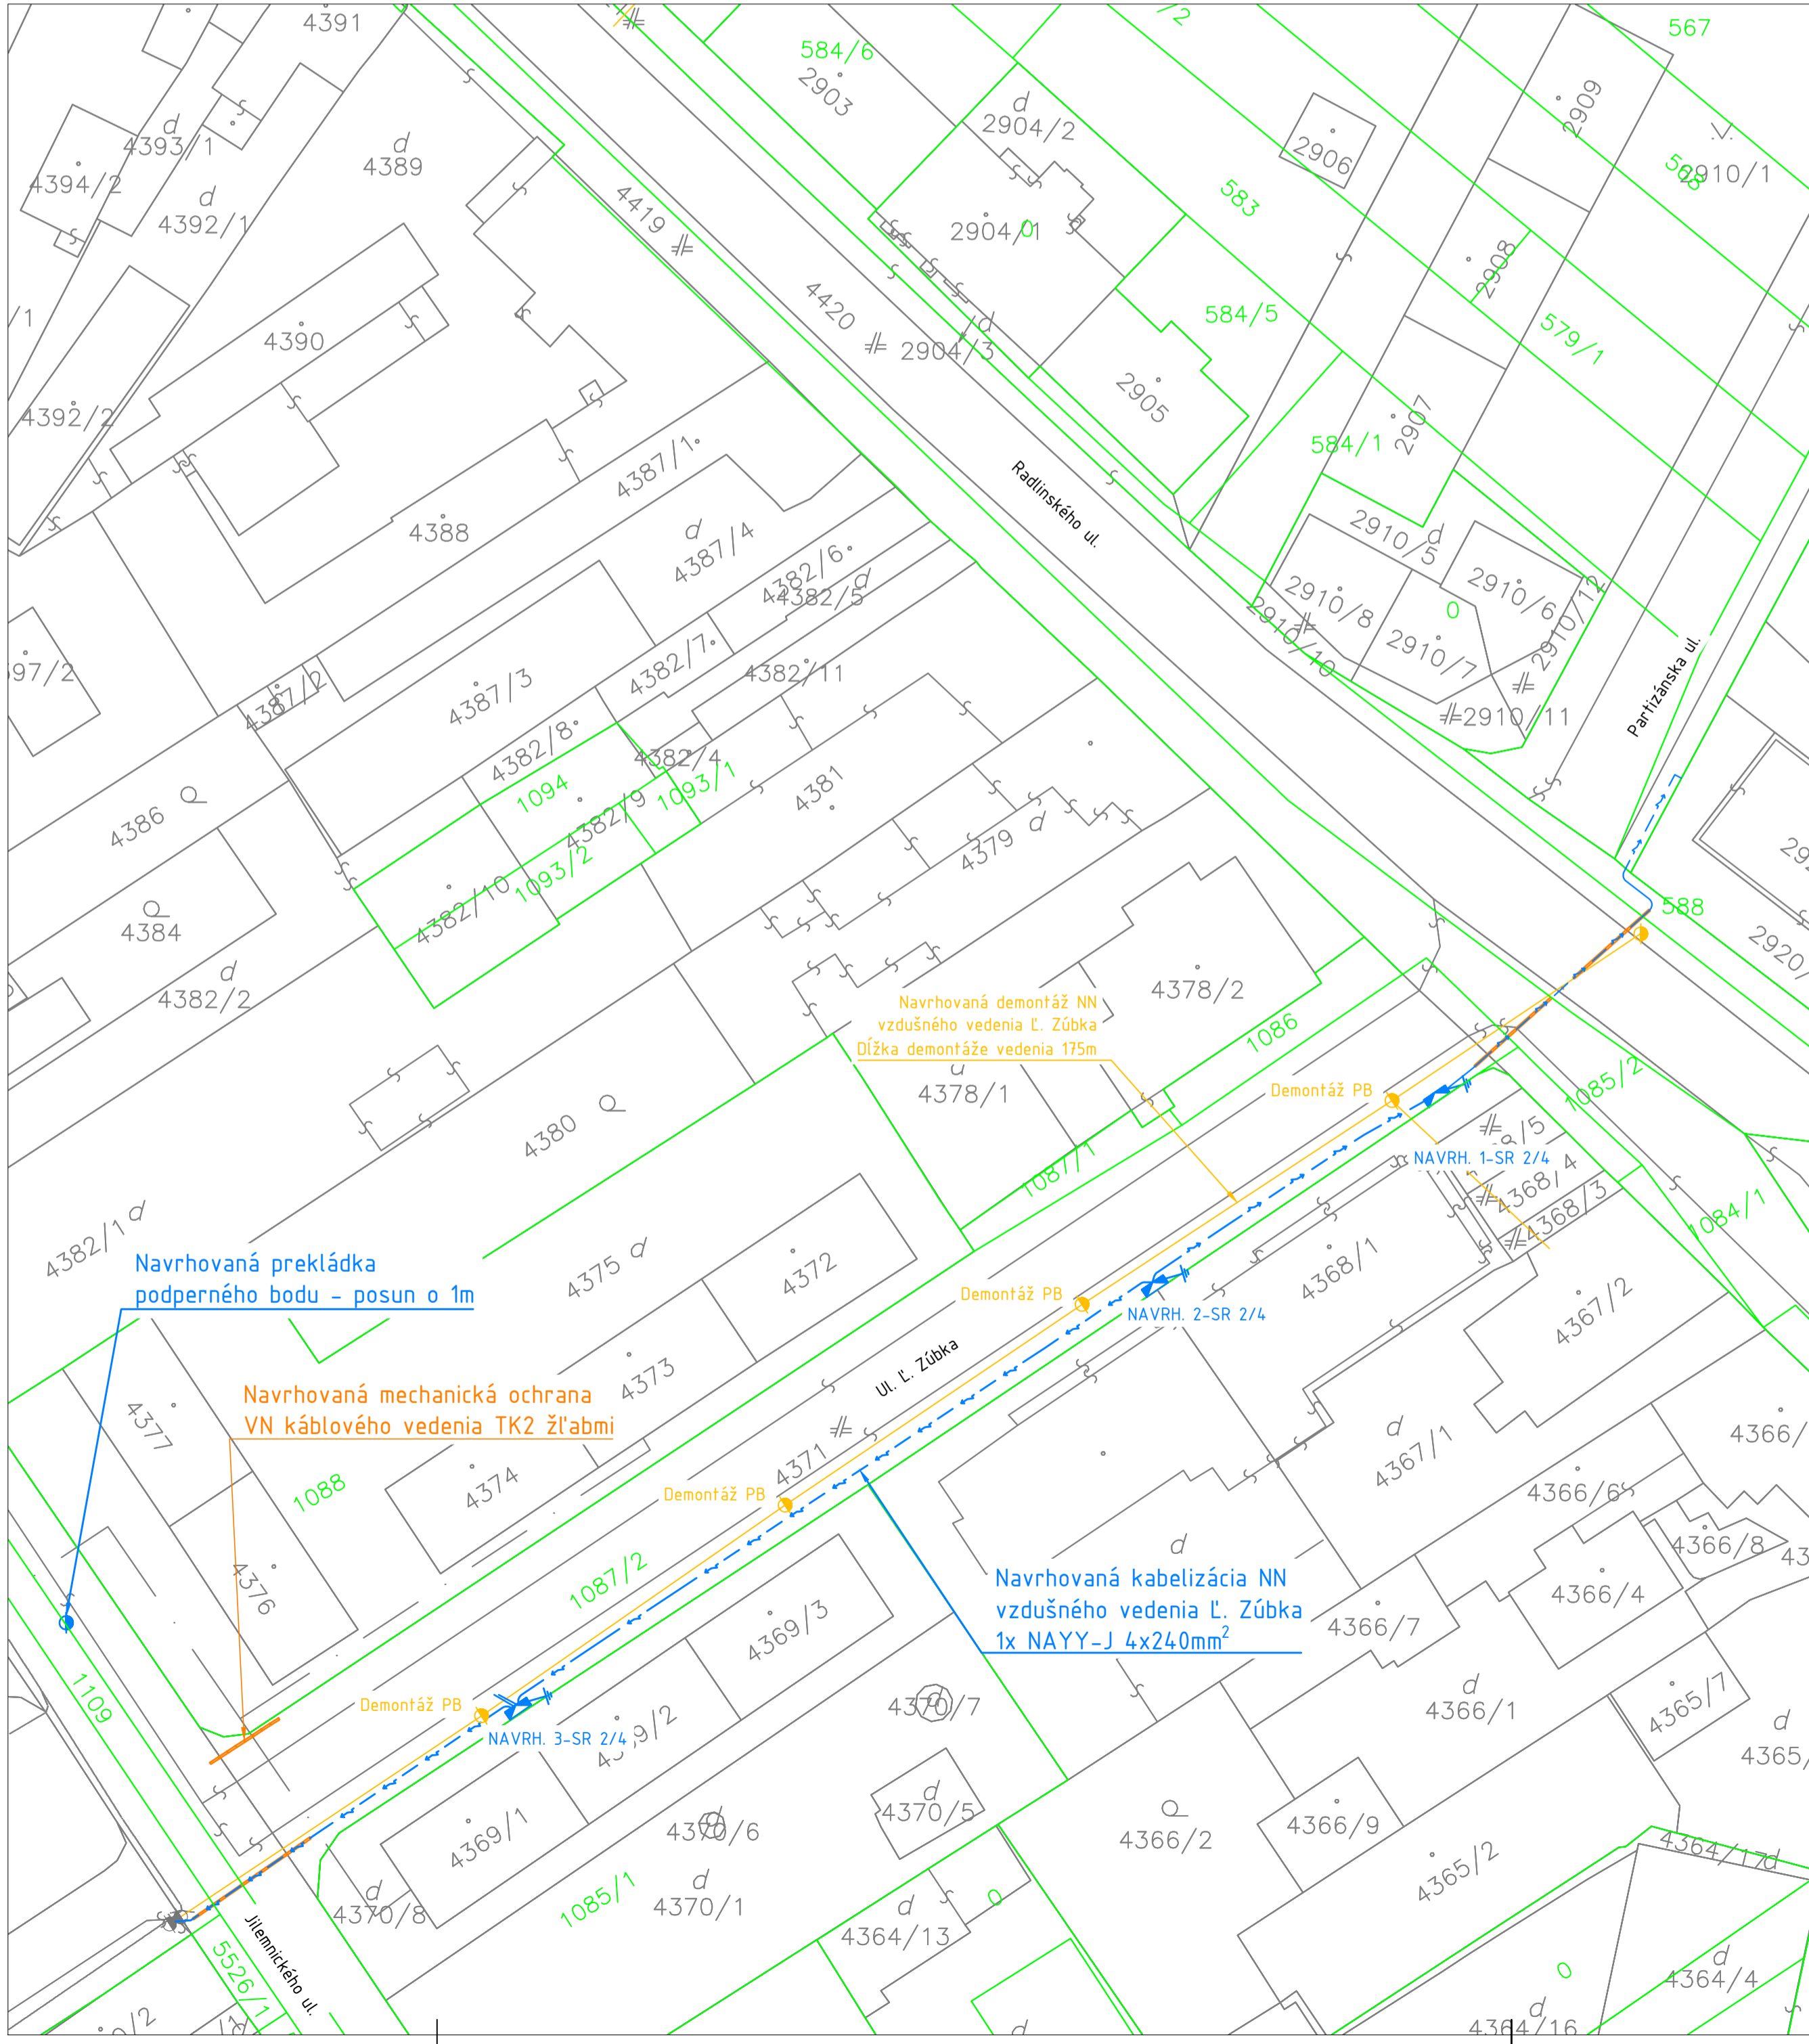 4391
584/6
567
2903
2909
d
2904/2
2906
d
4393/1
4394/2
d
4392/1
d
4389
4419
2904/1
0
583
568
2910/1
2908
4390
4420
d
2904/3
584/5
579/1
4392/2
2905
584/1
2907
Radlinského ul.
4387/1
4388
d
4387/4
4382/6
d
4382/5
2910/5
d
2910/8
2910/6
0
2910/7
2910/12
2910/10
2910/11
Partizánska ul.
4387/2
4387/3
4382/7
4382/11
4382/8
4382/4
1094
1093/1
4382/9
4381
4386
1093/2
4382/10
4379 d
4384
d
4382/2
588
2920/
4378/2
Navrhovaná demontáž NN
vzdušného vedenia Ľ. Zúbka
Dĺžka demontáže vedenia 175m
1086
4378/1
Demontáž PB
1085/2
4380
NAVRH. 1-SR 2/4
4368/4
4368/3
1087/1
1084/1
4382/1 d
Navrhovaná prekládka
podperného bodu - posun o 1m
4375 d
4372
4368/1
Demontáž PB
NAVRH. 2-SR 2/4
4367/2
Ul. Ľ. Zúbka
4373
Navrhovaná mechanická ochrana
VN káblového vedenia TK2 žľabmi
4377
4371
d
4367/1
4366/
4374
1088
Demontáž PB
4366/6
4366/8
d
Navrhovaná kabelizácia NN
vzdušného vedenia Ľ. Zúbka
1x NAYY-J 4x240mm²
4376
1087/2
4366/4
4366/7
4369/3
1109
4370/7
d
4366/1
4365/7
Demontáž PB
NAVRH. 3-SR 2/4
d
4365/
d
4370/5
4369/1
4370/6
4366/2
4366/9
4365/2
4364/17
d
d
4370/8
d
4370/1
1085/1
d
4364/13
0
Jilemnického ul.
5526/1
0
d
4364/4
d
4364/16